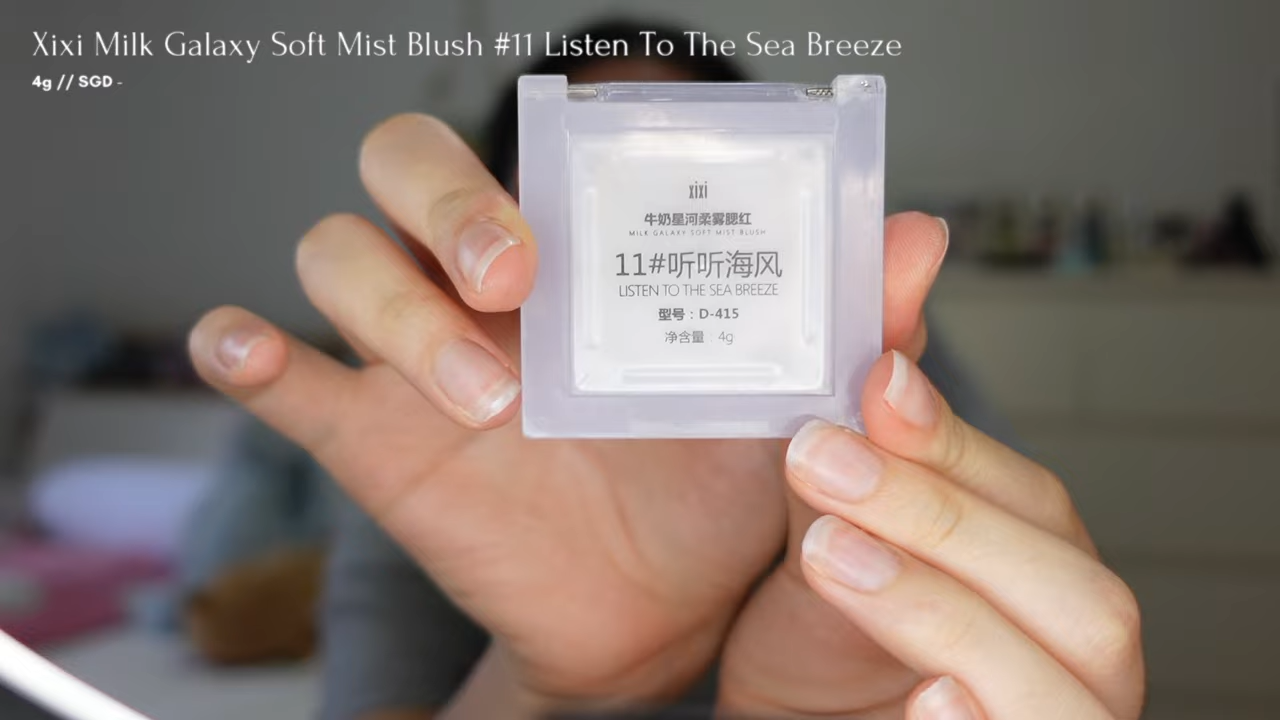 Xixi Milk Galaxy Soft Mist Blush #11 Listen To The Sea Breeze
4g // SGD -
xixi
牛奶星河柔雾腮红
MILK GALAXY SOFT MIST BLUSH
11#听听海风
LISTEN TO THE SEA BREEZE
型号：D-415
净含量：4g